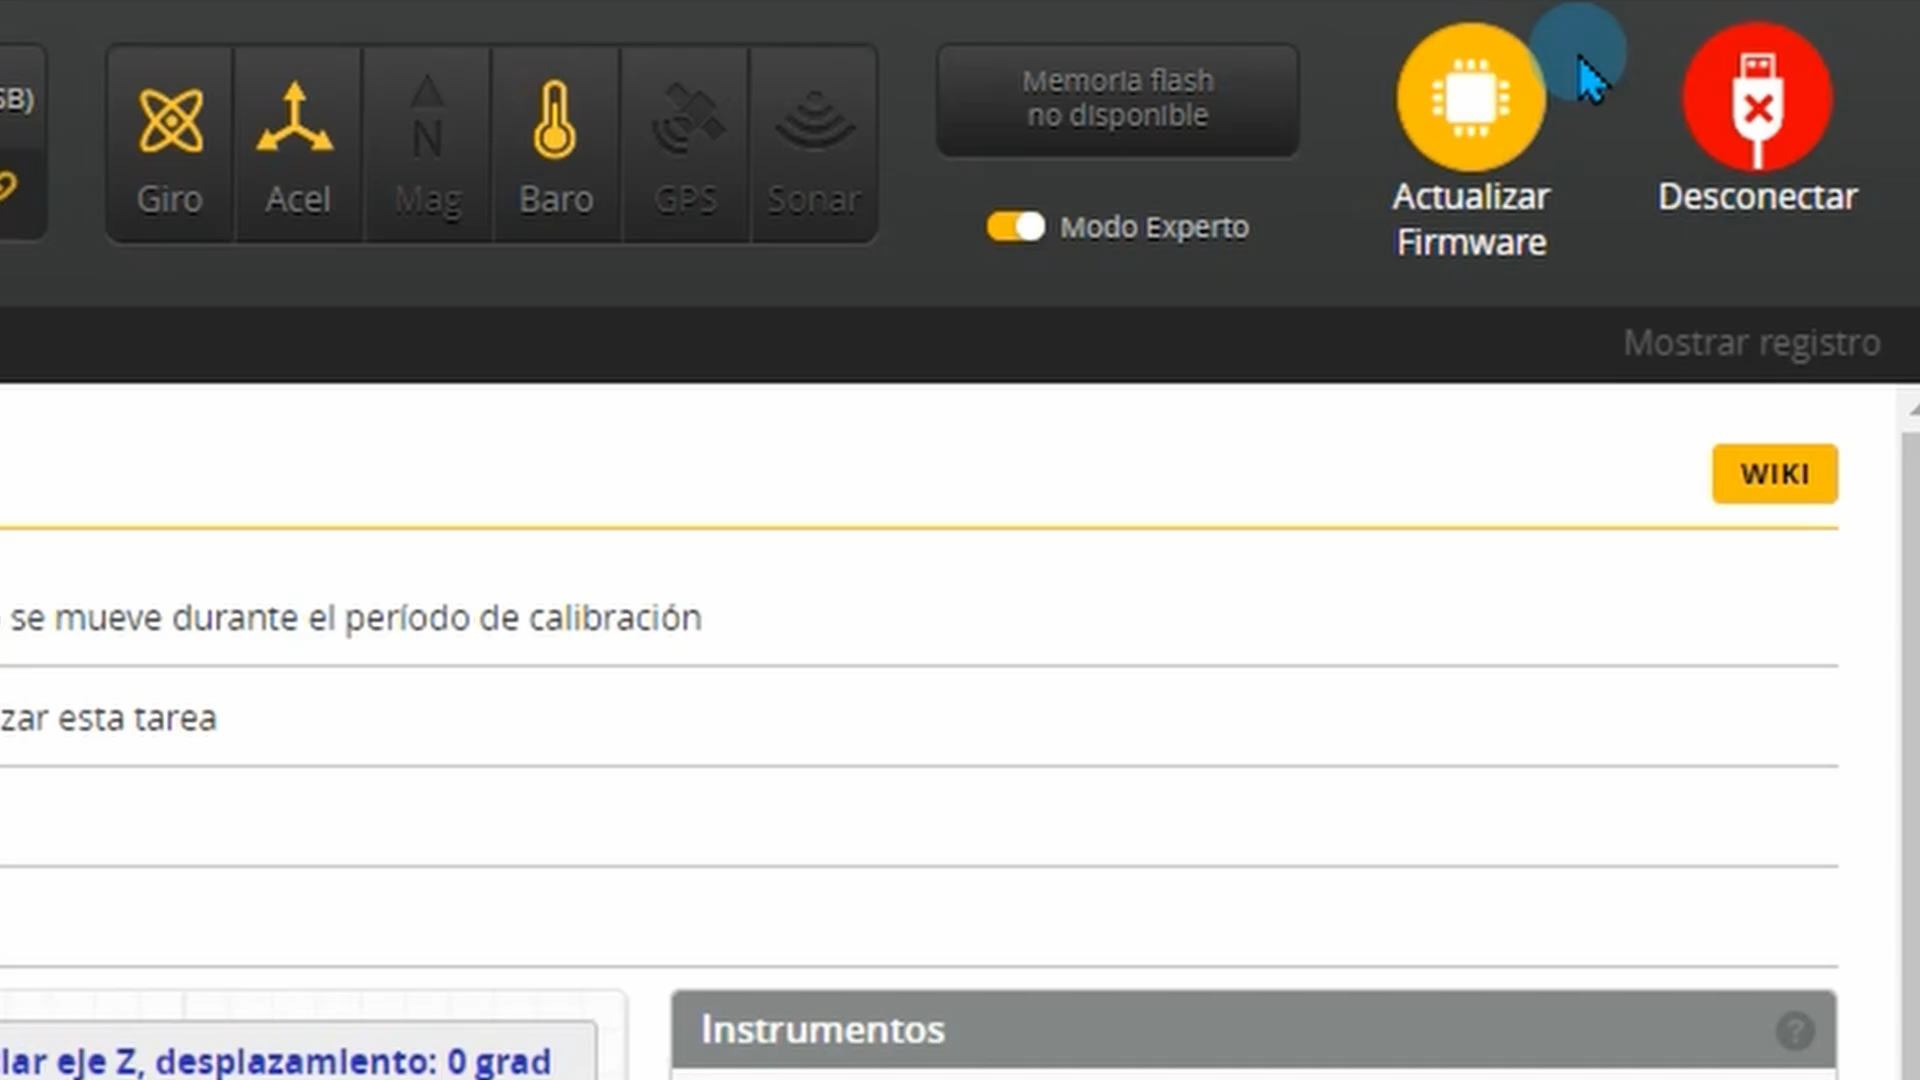 SB)
Giro
Acel
N
Mag
Baro
GPS
Sonar
Memoria flash
no disponible
Modo Experto
Actualizar
Firmware
Desconectar
Mostrar registro
WIKI
se mueve durante el período de calibración
zar esta tarea
lar eje Z, desplazamiento: 0 grad
Instrumentos
?